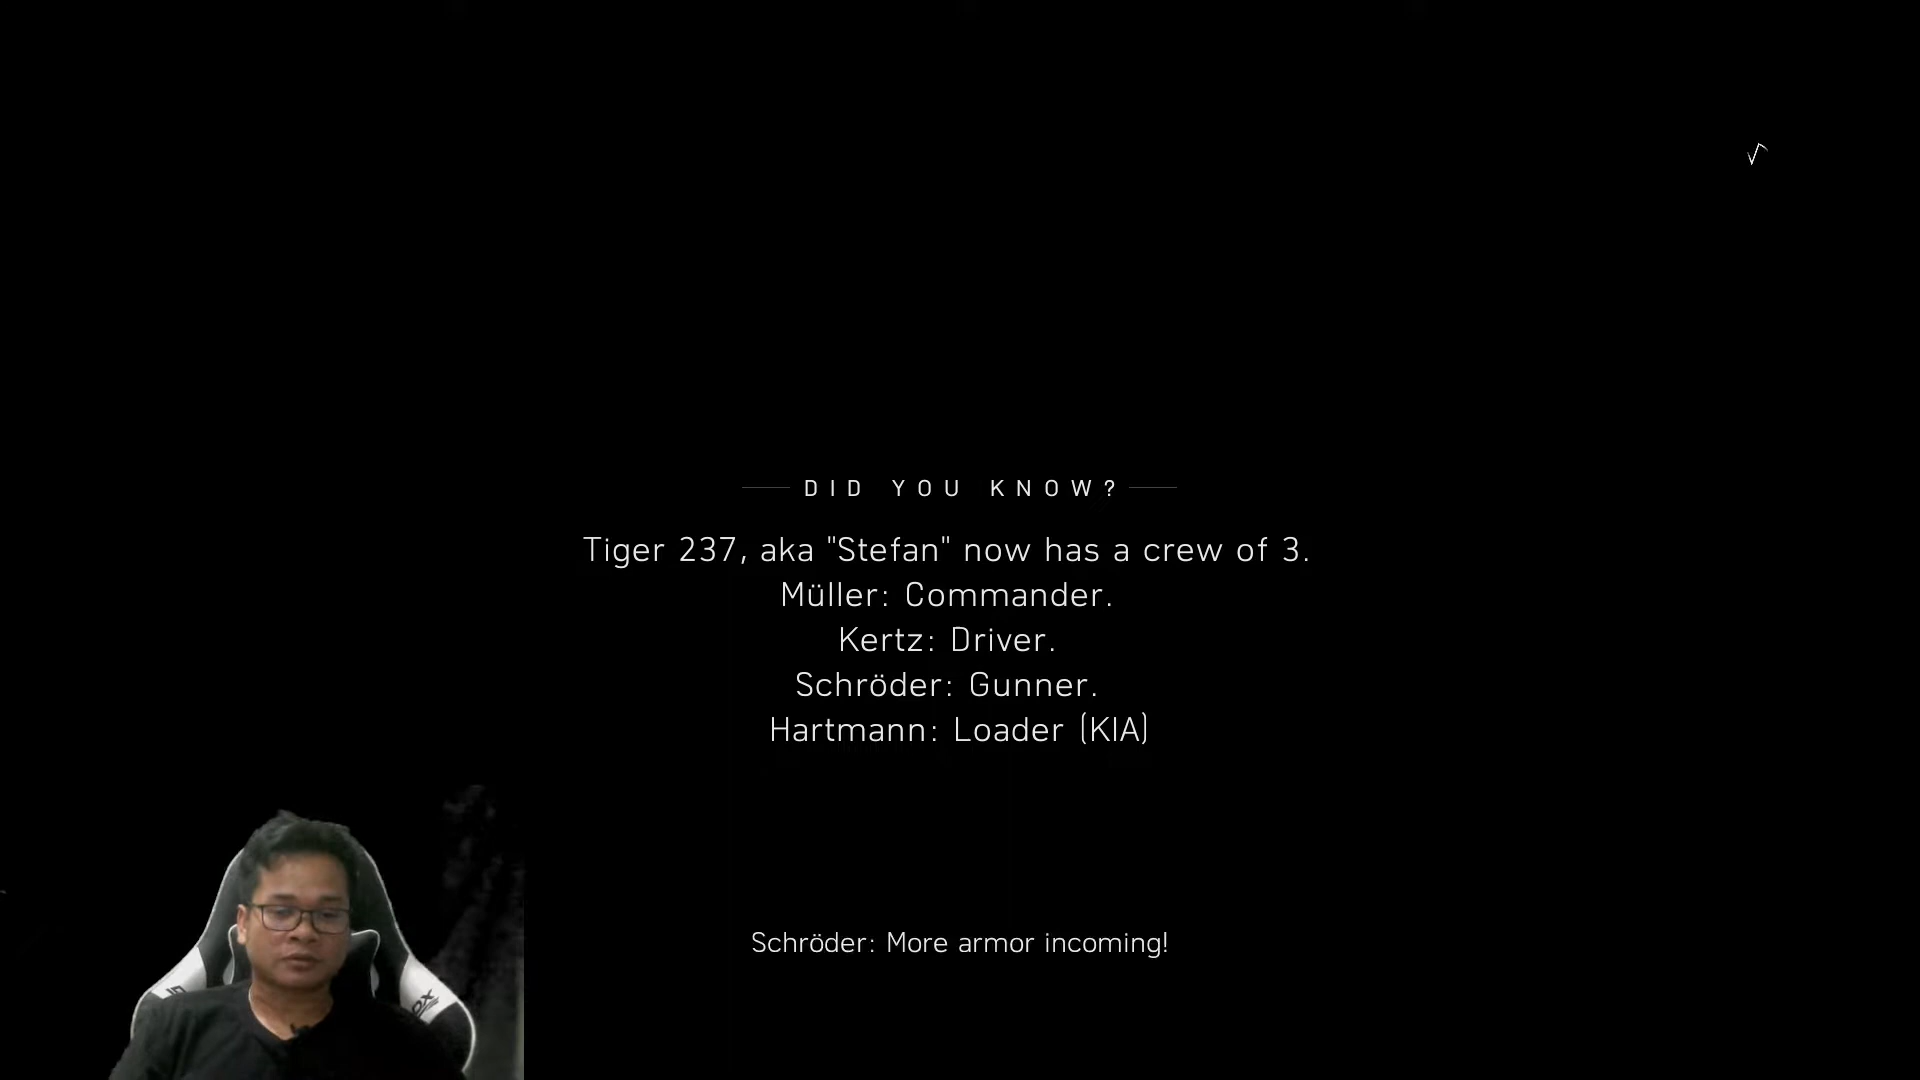 DID YOU KNOW?
Tiger 237, aka "Stefan" now has a crew of 3.
Müller: Commander.
Kertz: Driver.
Schröder: Gunner.
Hartmann: Loader (KIA)
Schröder: More armor incoming!